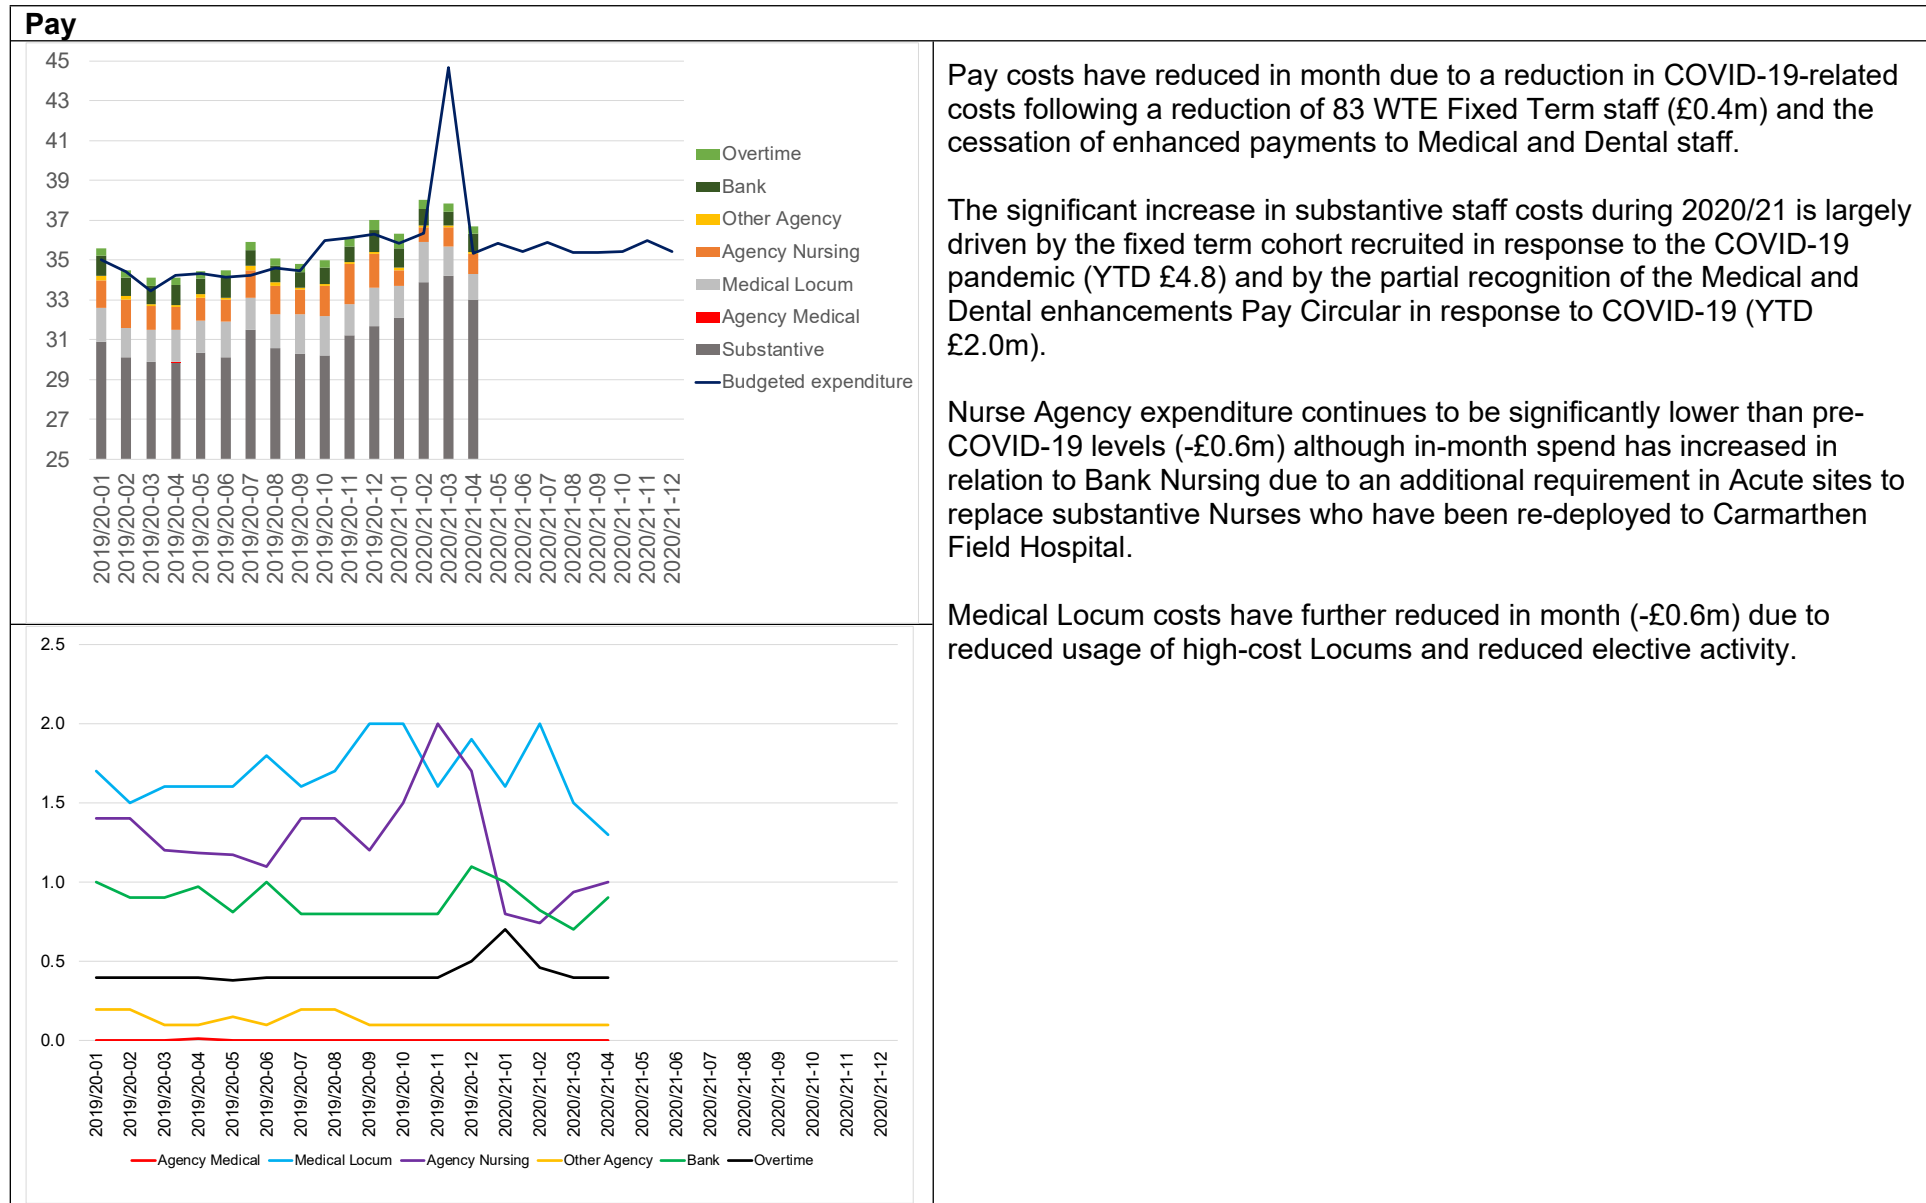 Pay
45
43
41
39
37
35
33
31
29
27
25
2019/20-01
2019/20-02
2019/20-03
2019/20-04
2019/20-05
2019/20-06
2019/20-07
2019/20-08
2019/20-09
2019/20-10
2019/20-11
2019/20-12
2020/21-01
2020/21-02
2020/21-03
2020/21-04
2020/21-05
2020/21-06
2020/21-07
2020/21-08
2020/21-09
2020/21-10
2020/21-11
2020/21-12
Overtime
Bank
Other Agency
Agency Nursing
Medical Locum
Agency Medical
Substantive
Budgeted expenditure
2.5
2.0
1.5
1.0
0.5
0.0
2019/20-01
2019/20-02
2019/20-03
2019/20-04
2019/20-05
2019/20-06
2019/20-07
2019/20-08
2019/20-09
2019/20-10
2019/20-11
2019/20-12
2020/21-01
2020/21-02
2020/21-03
2020/21-04
2020/21-05
2020/21-06
2020/21-07
2020/21-08
2020/21-09
2020/21-10
2020/21-11
2020/21-12
Agency Medical Medical Locum Agency Nursing Other Agency Bank Overtime
Pay costs have reduced in month due to a reduction in COVID-19-related
costs following a reduction of 83 WTE Fixed Term staff (£0.4m) and the
cessation of enhanced payments to Medical and Dental staff.
The significant increase in substantive staff costs during 2020/21 is largely
driven by the fixed term cohort recruited in response to the COVID-19
pandemic (YTD £4.8) and by the partial recognition of the Medical and
Dental enhancements Pay Circular in response to COVID-19 (YTD
£2.0m).
Nurse Agency expenditure continues to be significantly lower than pre-
COVID-19 levels (-£0.6m) although in-month spend has increased in
relation to Bank Nursing due to an additional requirement in Acute sites to
replace substantive Nurses who have been re-deployed to Carmarthen
Field Hospital.
Medical Locum costs have further reduced in month (-£0.6m) due to
reduced usage of high-cost Locums and reduced elective activity.